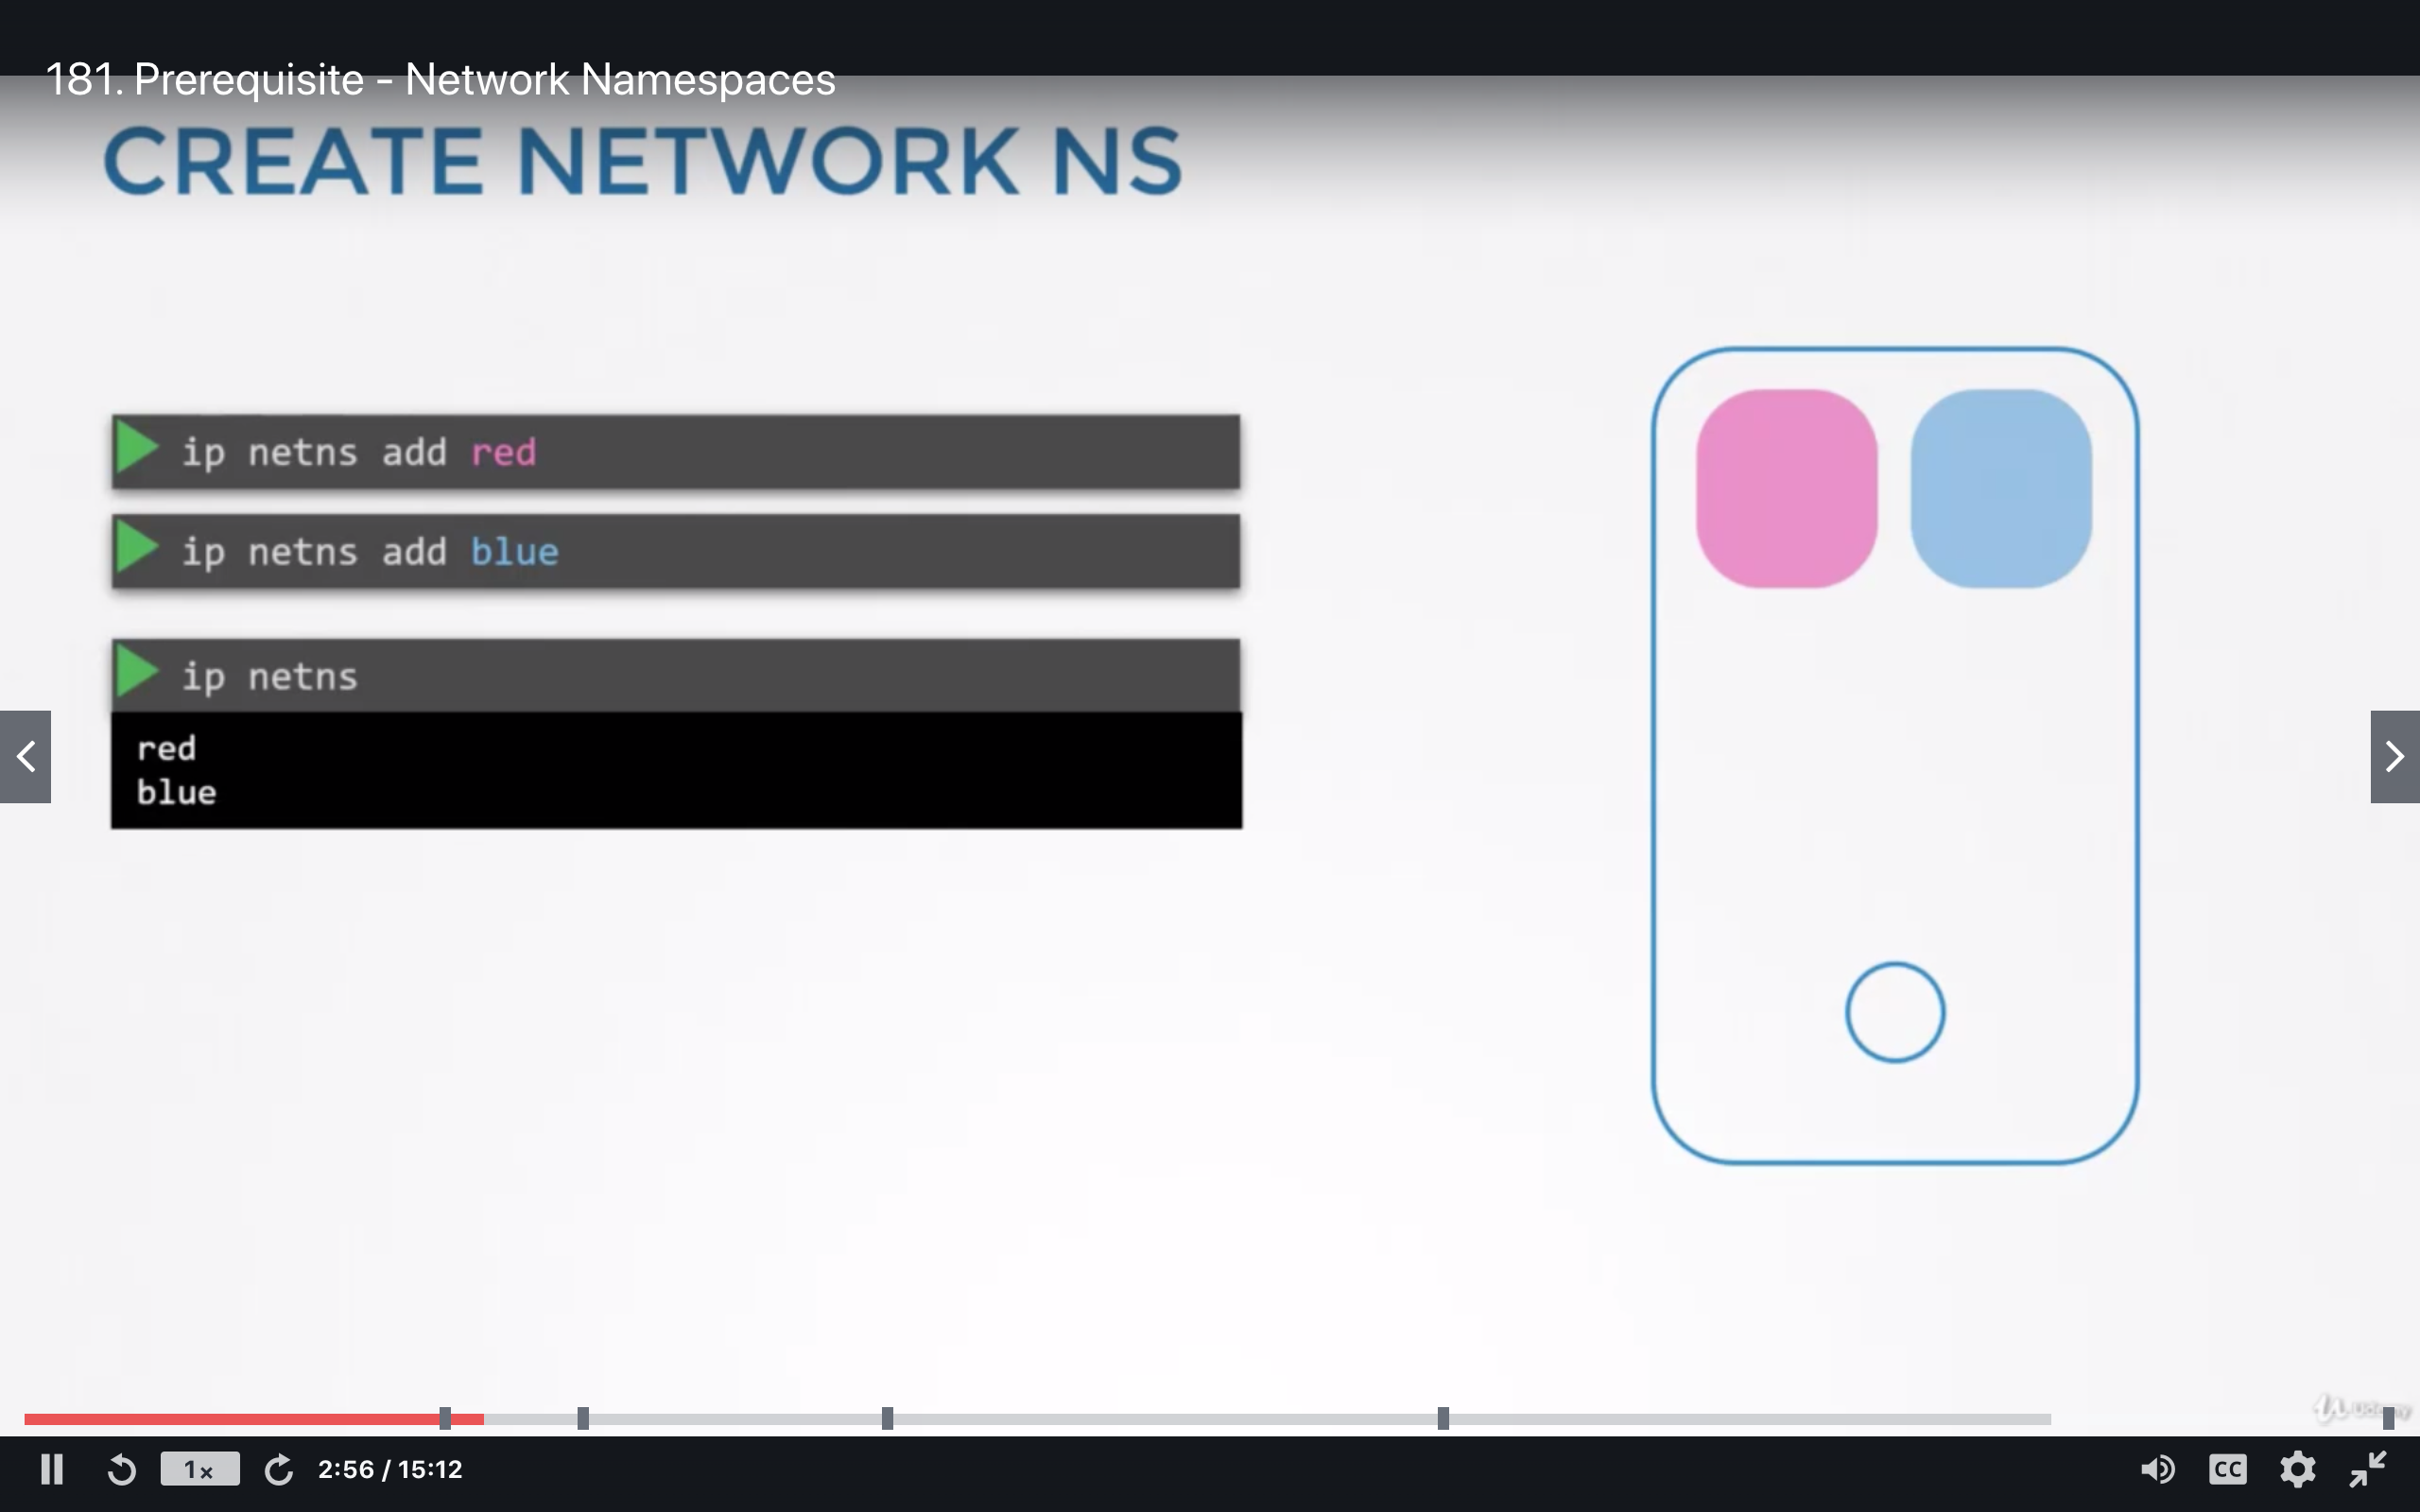 181. Prerequisite - Network Namespaces
CREATE NETWORK NS
ip netns add red
ip netns add blue
ip netns
red
blue
1x
2:56 / 15:12
CC